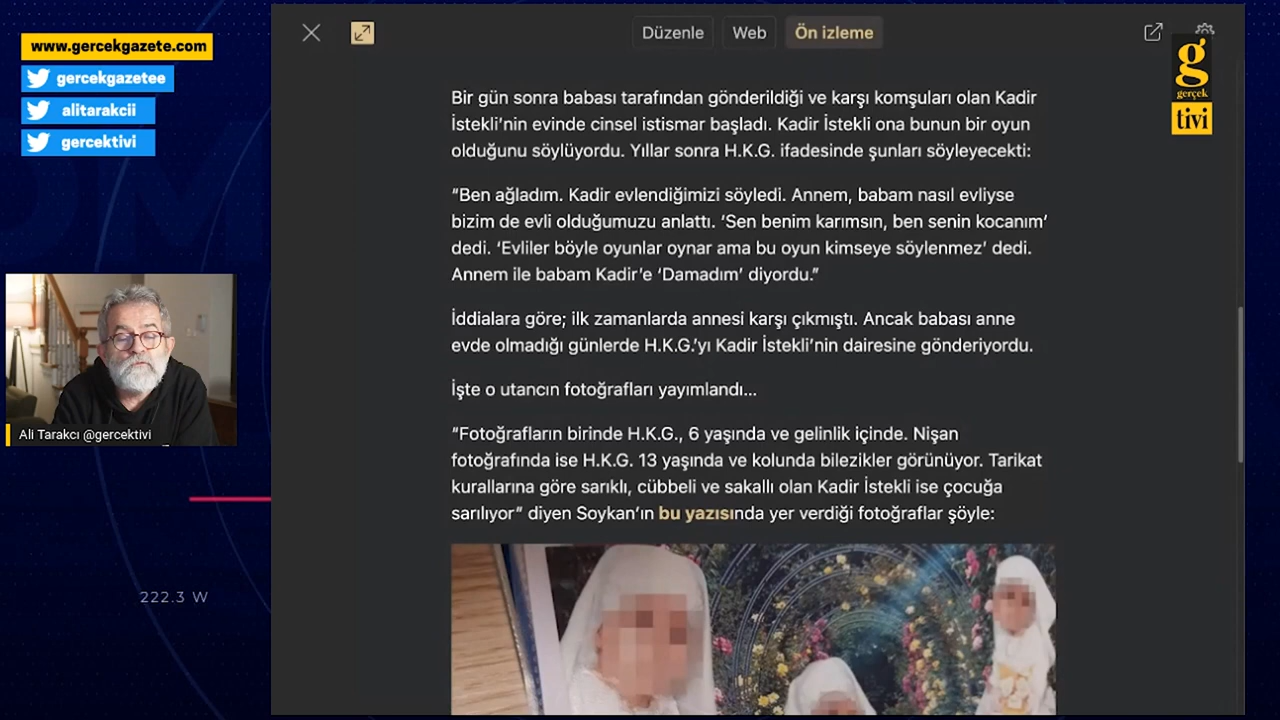 www.gercekgazete.com
gercekgazetee
alitarakcii
gercektivi
Düzenle
Web
Ön izleme
g
gerçek
tivi
Bir gün sonra babası tarafından gönderildiği ve karşı komşuları olan Kadir
İstekli’nin evinde cinsel istismar başladı. Kadir İstekli ona bunun bir oyun
olduğunu söylüyordu. Yıllar sonra H.K.G. ifadesinde şunları söyleyecekti:
“Ben ağladım. Kadir evlendiğimizi söyledi. Annem, babam nasıl evliyse
bizim de evli olduğumuzu anlattı. ‘Sen benim karımsın, ben senin kocanım’
dedi. ‘Evliler böyle oyunlar oynar ama bu oyun kimseye söylenmez’ dedi.
Annem ile babam Kadir’e ‘Damadım’ diyordu.”
İddialara göre; ilk zamanlarda annesi karşı çıkmıştı. Ancak babası anne
evde olmadığı günlerde H.K.G.’yı Kadir İstekli’nin dairesine gönderiyordu.
İşte o utancın fotoğrafları yayımlandı...
“Fotoğrafların birinde H.K.G., 6 yaşında ve gelinlik içinde. Nişan
fotoğrafında ise H.K.G. 13 yaşında ve kolunda bilezikler görünüyor. Tarikat
kurallarına göre sarıklı, cübbeli ve sakallı olan Kadir İstekli ise çocuğa
sarılıyor” diyen Soykan’ın bu yazısında yer verdiği fotoğraflar şöyle:
Ali Tarakcı @gercektivi
222.3 W